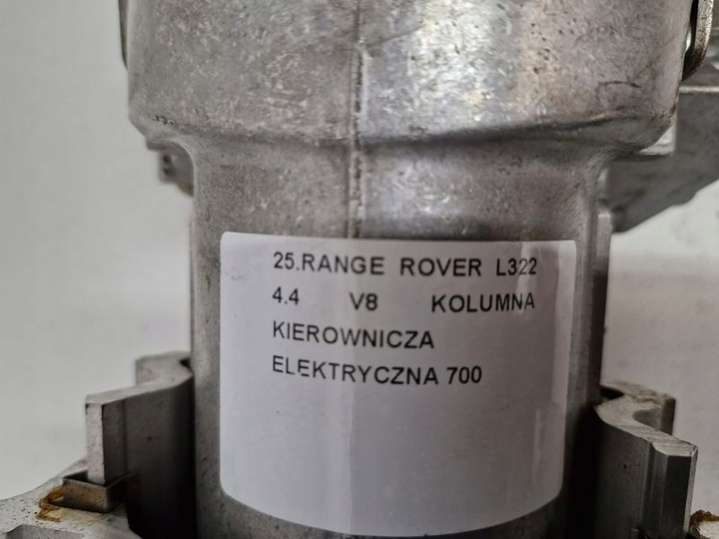 25.RANGE ROVER L322
4.4 V8 KOLUMNA
KIEROWNICZA
ELEKTRYCZNA 700